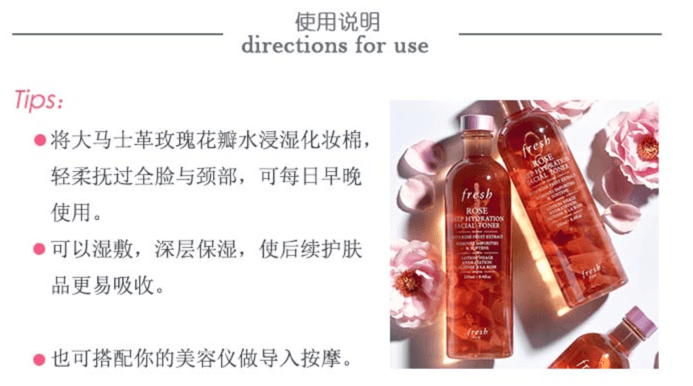 使用说明
directions for use
Tips:
将大马士革玫瑰花瓣水浸湿化妆棉，
轻柔抚过全脸与颈部，可每日早晚
使用。
可以湿敷，深层保湿，使后续护肤
品更易吸收。
也可搭配你的美容仪做导入按摩。
fresh
ROSE
DEEP HYDRATION
FACIAL TONER
fresh
fresh
ROSE
HYDRATION
FACIAL TONER
fresh